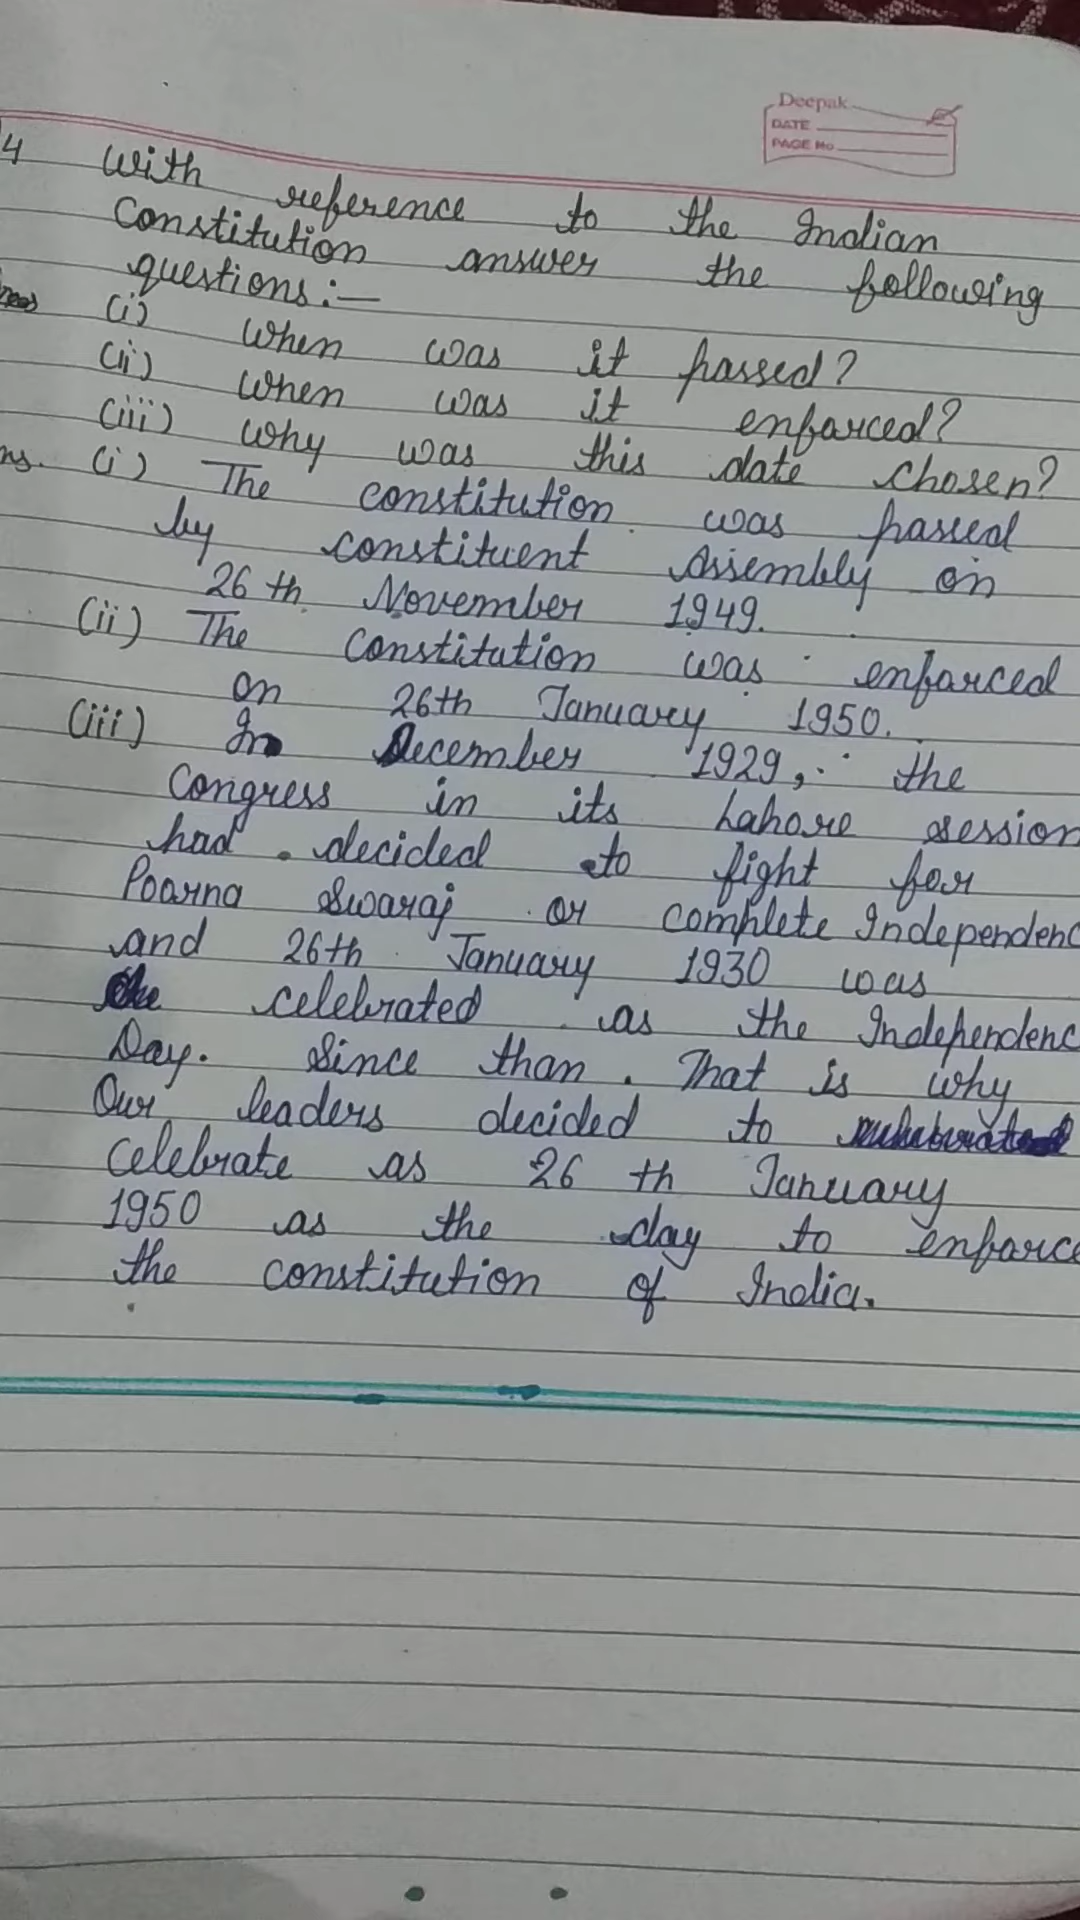 Deepak
DATE
PAGE No
4 With reference to the Indian
Constitution answer the following
questions :—
(i) When was it passed?
(ii) When was it enforced?
(iii) Why was this date chosen?
ns. (i) The constitution was passed
by constituent Assembly on
26 th November 1949.
(ii) The Constitution was enforced
on 26th January 1950.
(iii) In December 1929, the
Congress in its Lahore session
had decided to fight for
Poarna Swaraj or complete Independenc
and 26th January 1930 was
celebrated as the Independenc
Day. Since than. That is why
Our leaders decided to
celebrate as 26 th January
1950 as the day to enforce
the constitution of India.